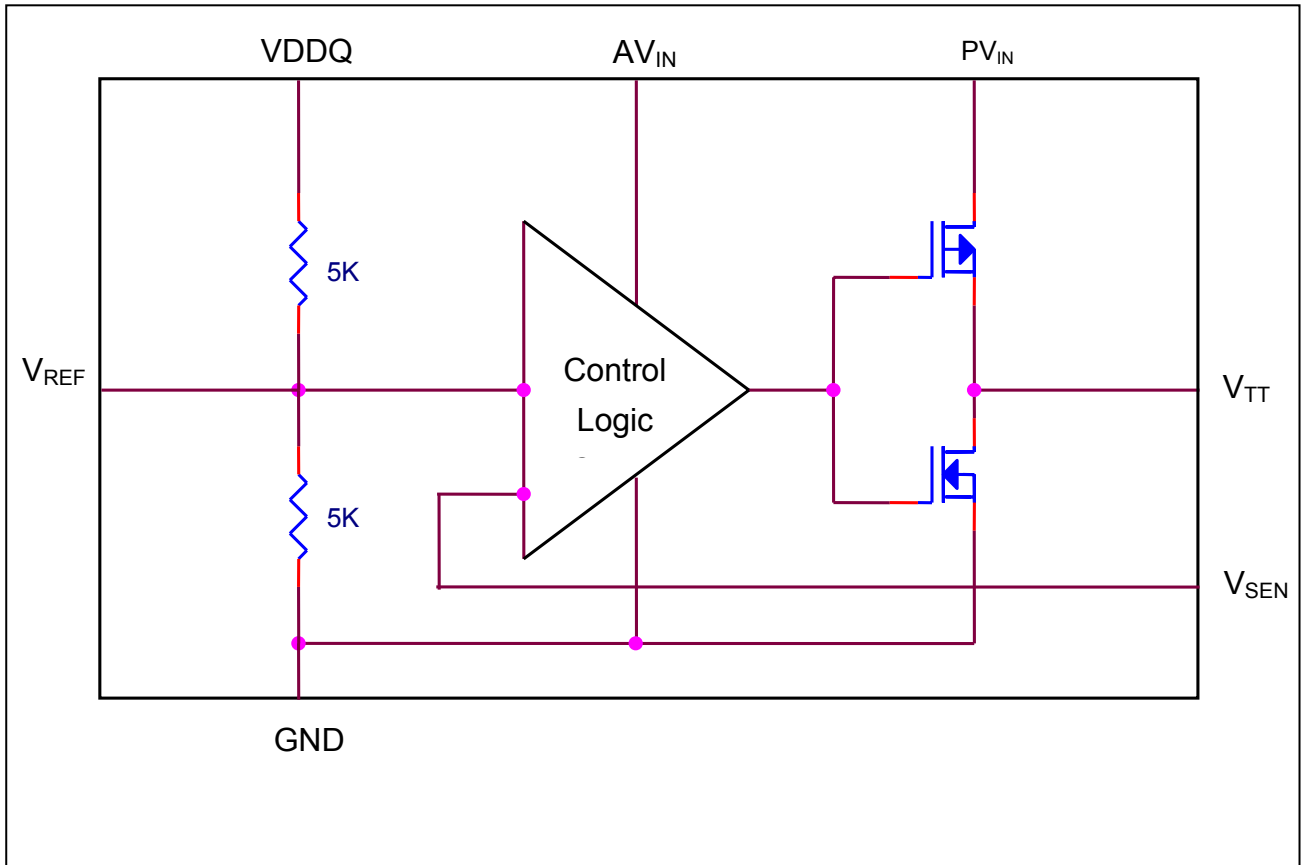 VDDQ
AVIN
PVIN
5K
VREF
Control
Logic
VTT
5K
VSEN
GND